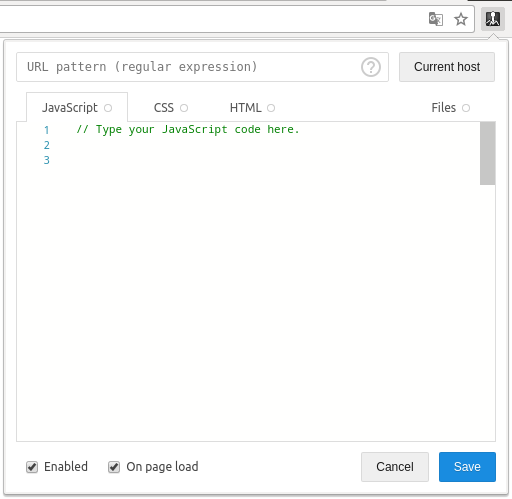 URL pattern (regular expression) ?
Current host
JavaScript CSS HTML Files
1 // Type your JavaScript code here.
2
3
Enabled On page load Cancel Save